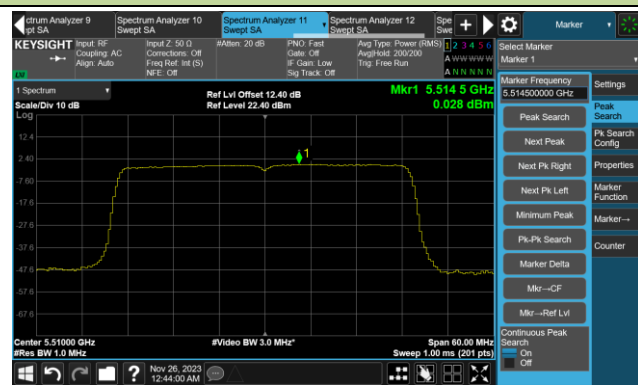 ctrum Analyzer 9
pt SA
Spectrum Analyzer 10
Swept SA
Spectrum Analyzer 11
Swept SA
Spectrum Analyzer 12
Swept SA
Spe
Swe
Marker
KEYSIGHT
Input: RF
Coupling: AC
Align: Auto
Input Z: 50 Ω
Corrections: Off
Freq Ref: Int (S)
NFE: Off
#Atten: 20 dB
PNO: Fast
Gate: Off
IF Gain: Low
Sig Track: Off
Avg Type: Power (RMS)
Avg|Hold: 200/200
Trig: Free Run
1 2 3 4 5 6
A W W W W W
A N N N N N
LXI
Select Marker
Marker 1
1 Spectrum
Scale/Div 10 dB
Log
Ref Lvl Offset 12.40 dB
Ref Level 22.40 dBm
Mkr1 5.514 5 GHz
0.028 dBm
12.4
2.40
-7.60
-17.6
-27.6
-37.6
-47.6
-57.6
-67.6
1
Center 5.51000 GHz
#Res BW 1.0 MHz
#Video BW 3.0 MHz*
Span 60.00 MHz
Sweep 1.00 ms (201 pts)
Marker Frequency
5.514500000 GHz
Peak Search
Next Peak
Next Pk Right
Next Pk Left
Minimum Peak
Pk-Pk Search
Marker Delta
Mkr→CF
Mkr→Ref Lvl
Continuous Peak
Search
On
Off
Settings
Peak
Search
Pk Search
Config
Properties
Marker
Function
Marker→
Counter
?
Nov 26, 2023
12:44:00 AM